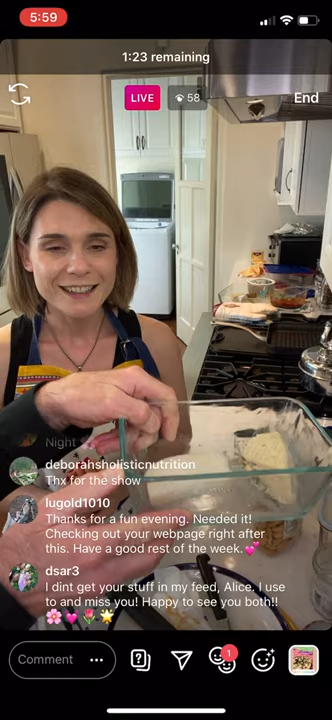 5:59
1:23 remaining
LIVE
58
End
Night
deborahsholisticnutrition
Thx for the show
lugold1010
Thanks for a fun evening. Needed it!
Checking out your webpage right after
this. Have a good rest of the week.💕
dsar3
I dint get your stuff in my feed, Alice. I use
to and miss you! Happy to see you both!!
🌸💓🌷🌟
Comment
1